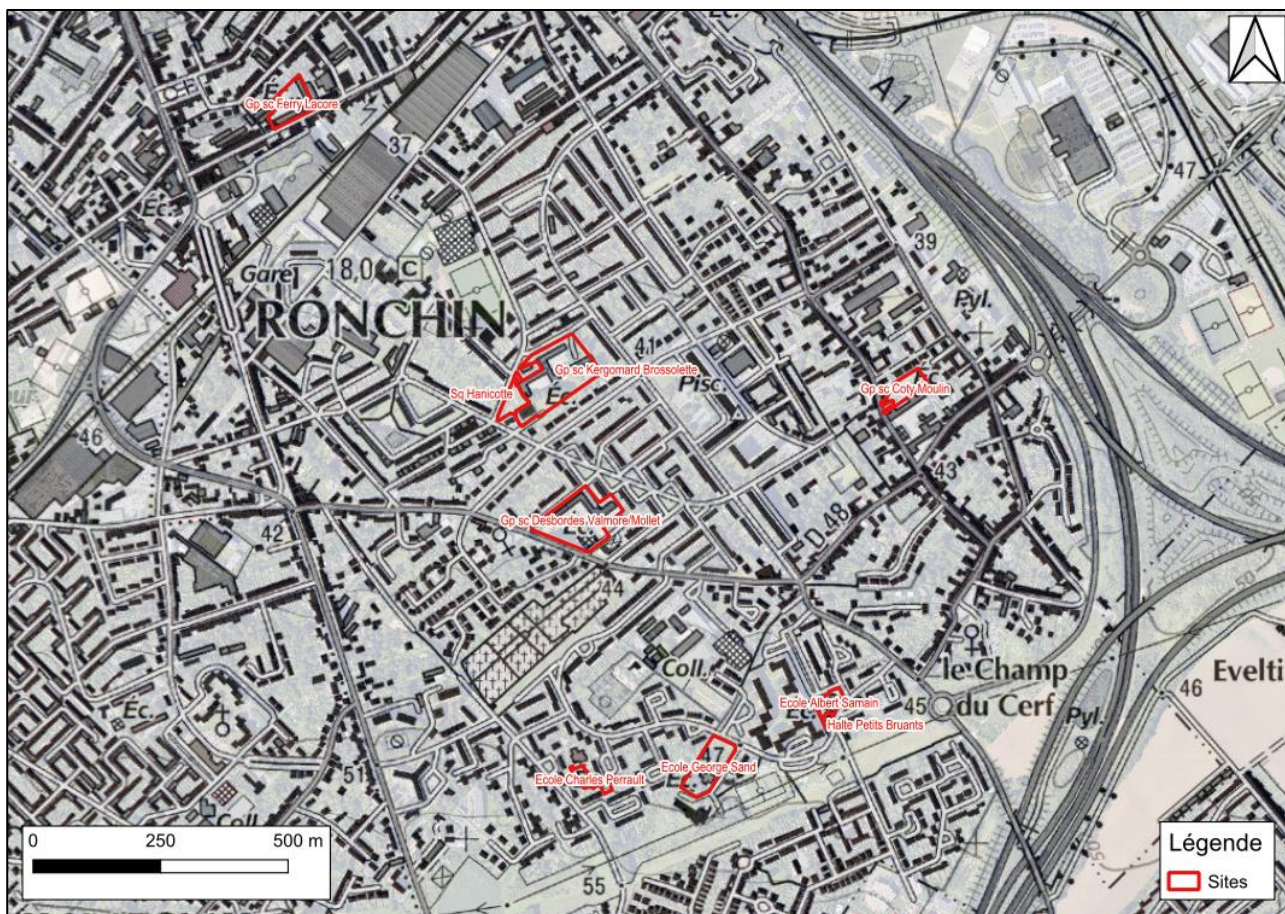 Éc.
A1
Gp sc Ferry Lacore
37
47
Éc.
39
Gare
18,0
C
Pyl.
RONCHIN
41
Gp sc Kergomard Brossolette
Pisc.
Sq Hanicotte
Éc.
Gp sc Coty Moulin
46
43
Gp sc Desbordes Valmore/Mollet
42
D 48
44
Coll.
le Champ
du Cerf
Evelti
46
Ecole Albert Samain
45
Halte Petits Bruants
Pyl.
Éc.
50
51
Ecole George Sand
Ecole Charles Perrault
Coll.
0 250 500 m
55
50
Légende
Sites